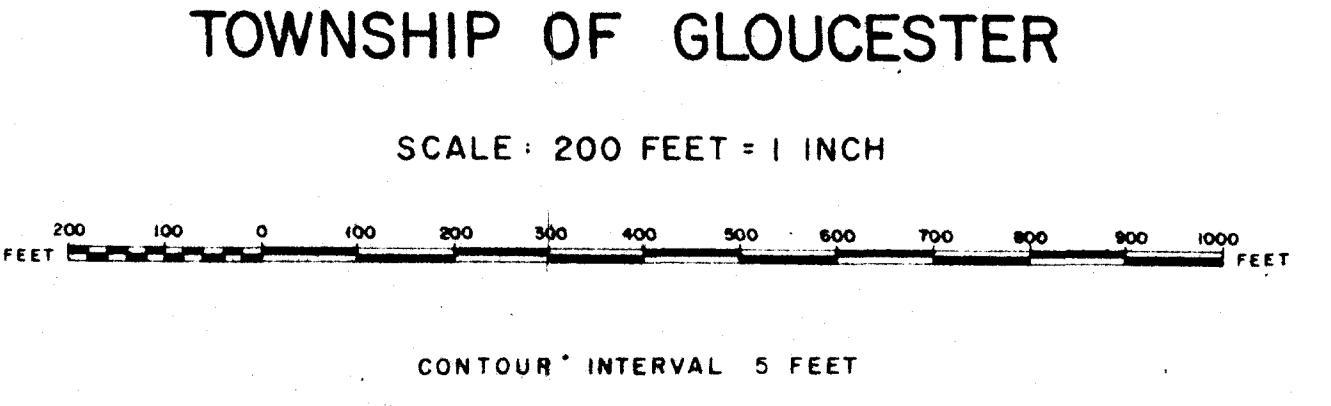 TOWNSHIP OF GLOUCESTER
SCALE: 200 FEET = 1 INCH
200 100 0 100 200 300 400 500 600 700 800 900 1000
FEET FEET
CONTOUR INTERVAL 5 FEET